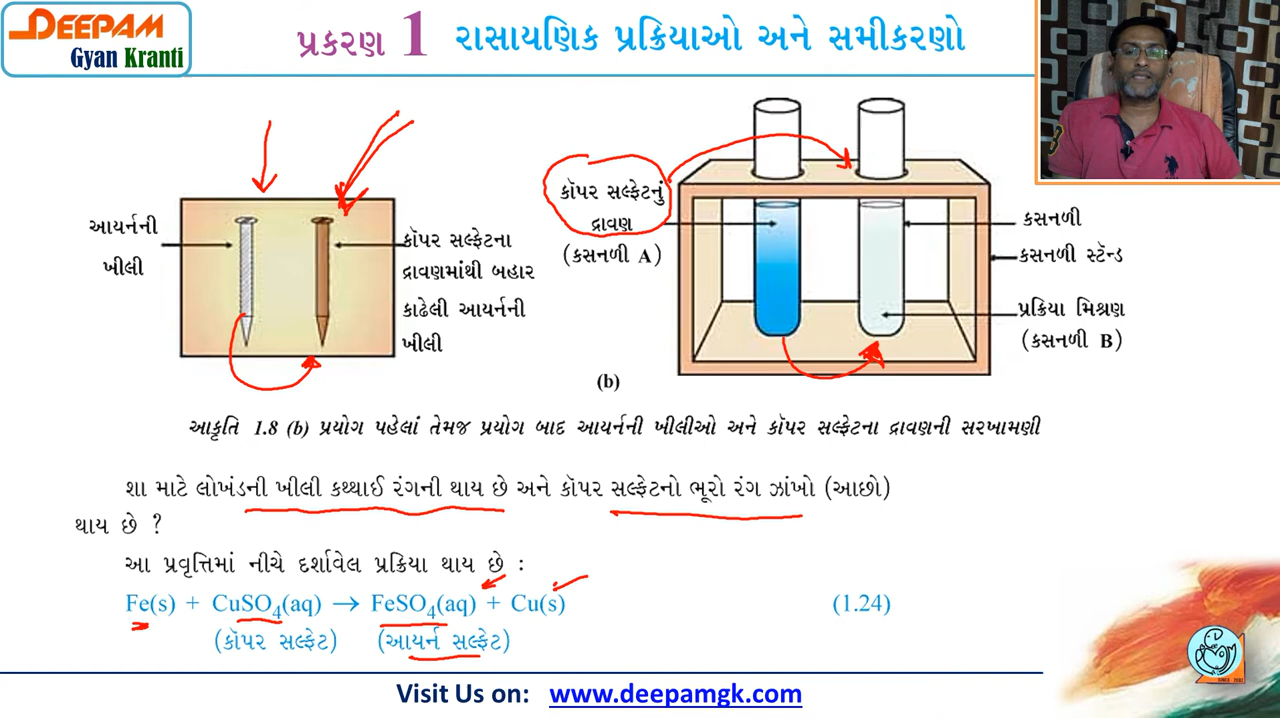 DEEPAM
Gyan Kranti
પ્રકરણ 1 રાસાયણિક પ્રક્રિયાઓ અને સમીકરણો
આયર્નની
ખીલી
કૉપર સલ્ફેટના
દ્રાવણમાંથી બહાર
કાઢેલી આયર્નની
ખીલી
કૉપર સલ્ફેટનું
દ્રાવણ
(કસનળી A)
કસનળી
કસનળી સ્ટૅન્ડ
પ્રક્રિયા મિશ્રણ
(કસનળી B)
(b)
આકૃતિ 1.8 (b) પ્રયોગ પહેલાં તેમજ પ્રયોગ બાદ આયર્નની ખીલીઓ અને કૉપર સલ્ફેટના દ્રાવણની સરખામણી
શા માટે લોખંડની ખીલી કથ્થાઈ રંગની થાય છે અને કૉપર સલ્ફેટનો ભૂરો રંગ ઝાંખો (આછો)
થાય છે ?
આ પ્રવૃત્તિમાં નીચે દર્શાવેલ પ્રક્રિયા થાય છે :
Fe(s) + CuSO₄(aq) → FeSO₄(aq) + Cu(s) (1.24)
(કૉપર સલ્ફેટ) (આયર્ન સલ્ફેટ)
Visit Us on: www.deepamgk.com